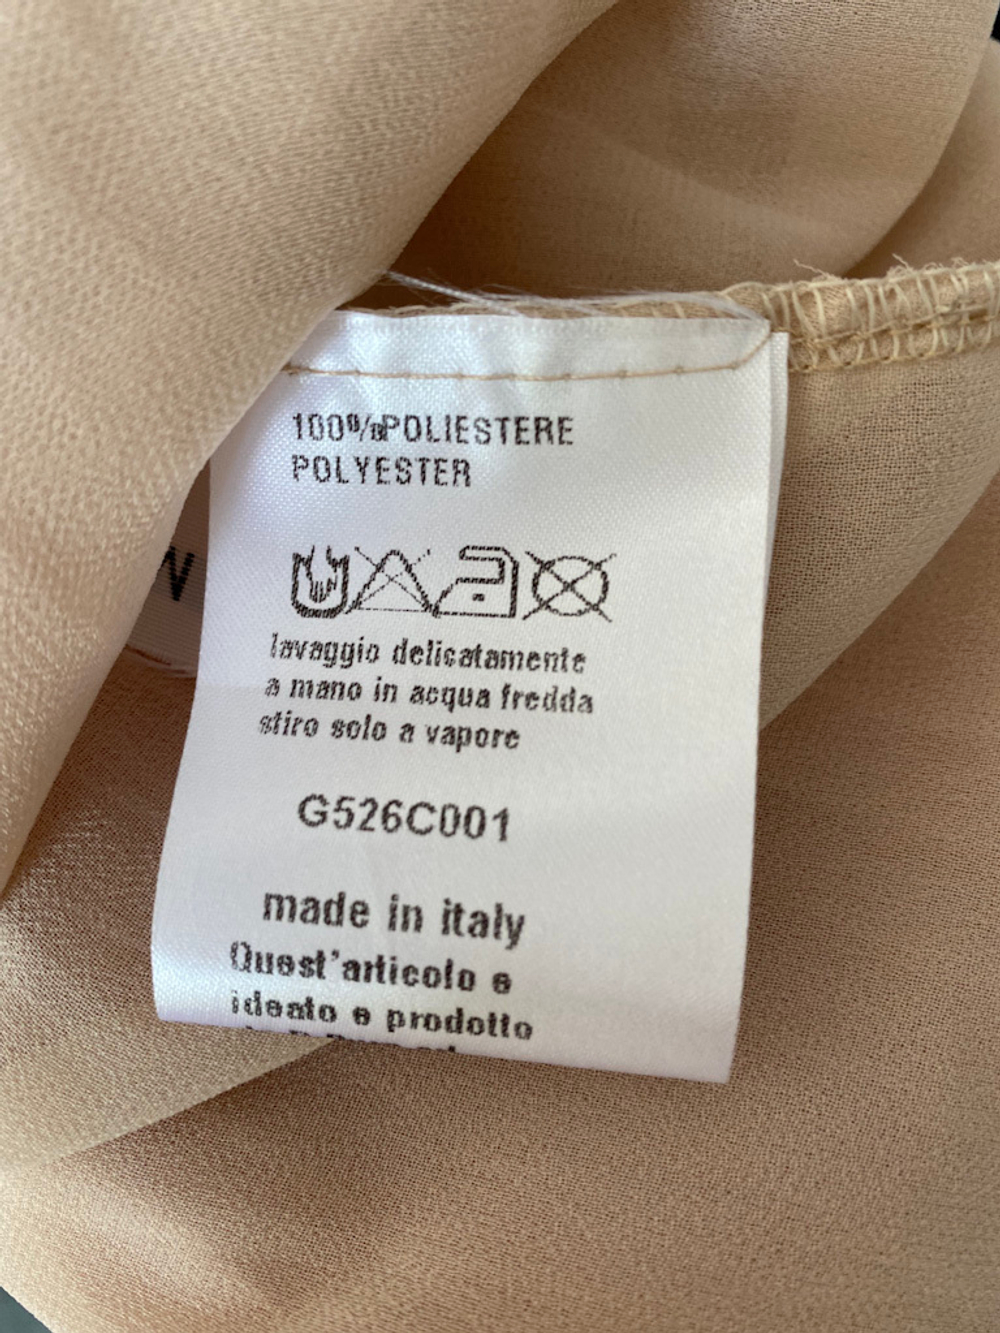 100%POLIESTERE
POLYESTER
lavaggio delicatamente
a mano in acqua fredda
stiro solo a vapore
G526C001
made in italy
Quest'articolo e
ideato e prodotto